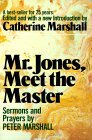 A best-seller for 25 years
Edited and with a new Introduction by
Catherine Marshall
Mr. Jones,
Meet the
Master
Sermons and
Prayers by
PETER MARSHALL